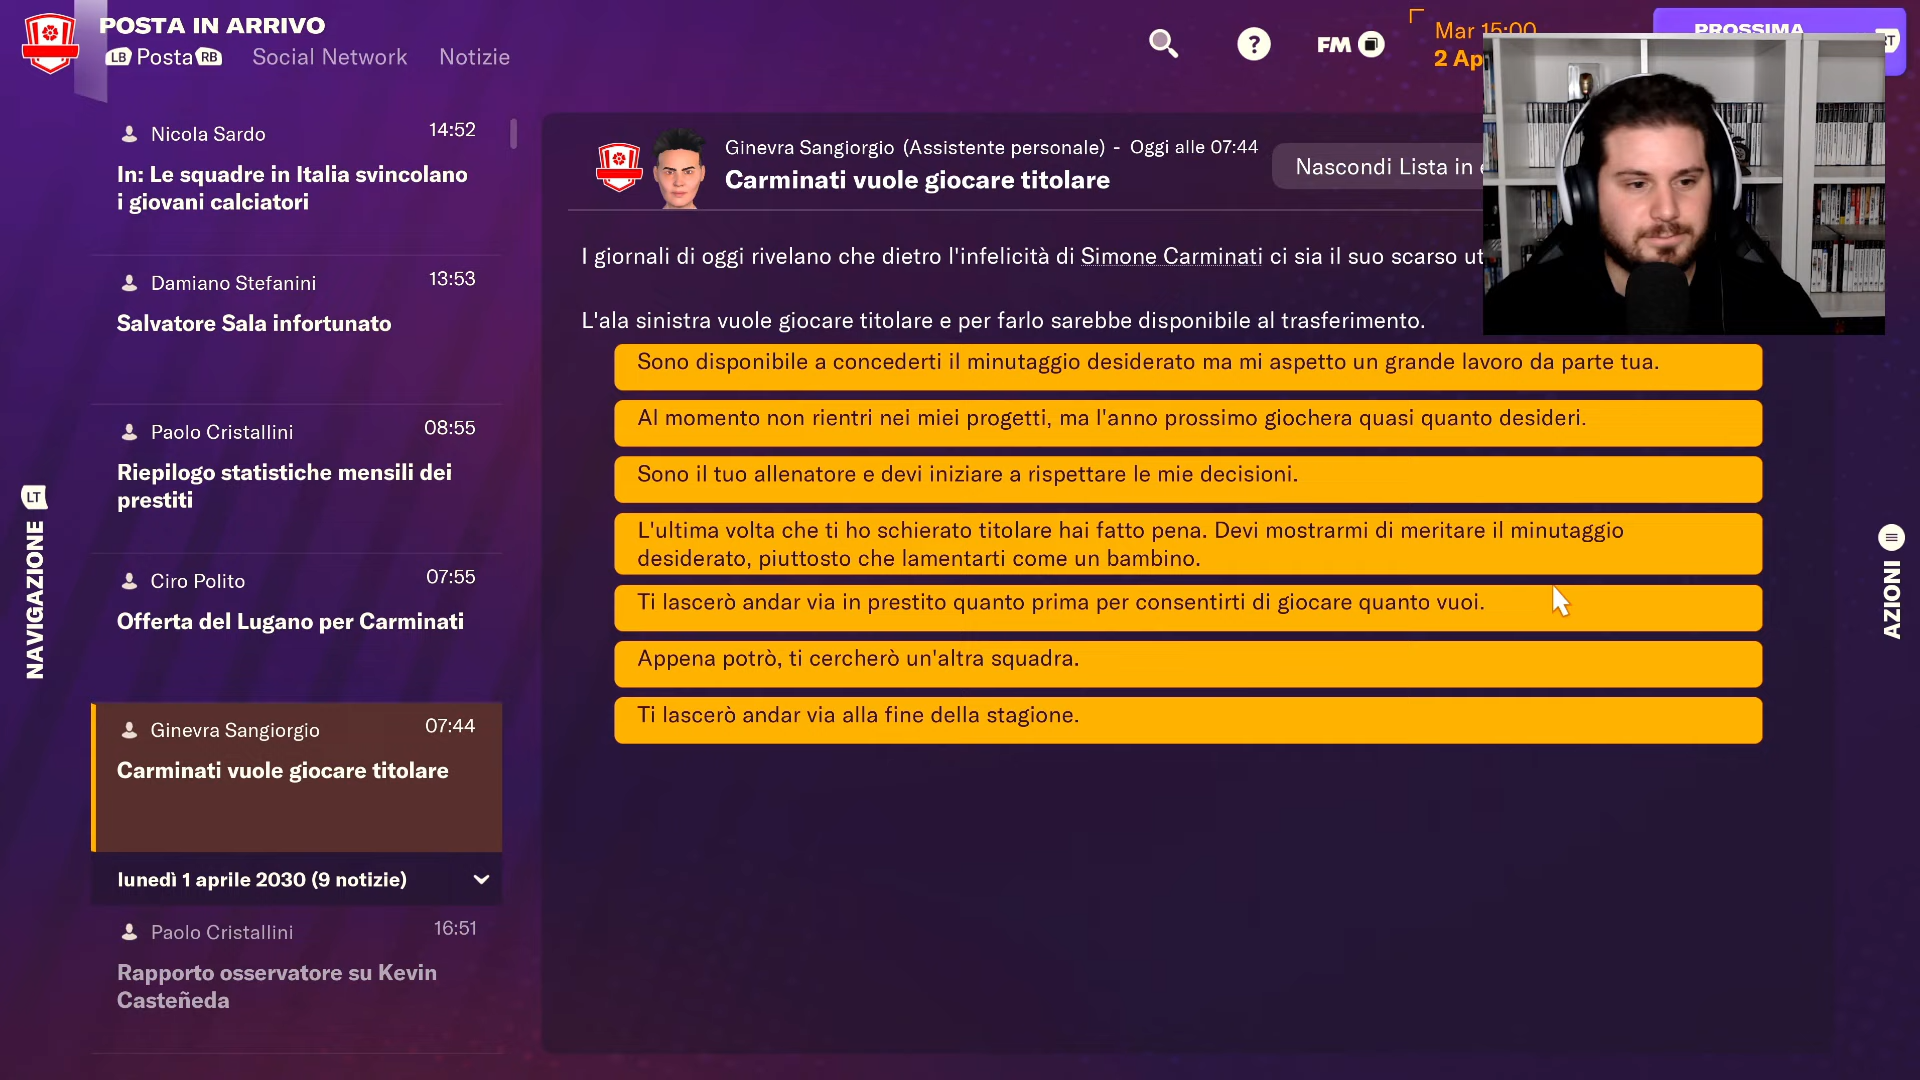 POSTA IN ARRIVO
LB Posta RB Social Network Notizie
FM
Mar 15:00
2 Ap
PROSSIMA
RT
Nicola Sardo 14:52
In: Le squadre in Italia svincolano
i giovani calciatori
Damiano Stefanini 13:53
Salvatore Sala infortunato
Paolo Cristallini 08:55
Riepilogo statistiche mensili dei
prestiti
Ciro Polito 07:55
Offerta del Lugano per Carminati
Ginevra Sangiorgio 07:44
Carminati vuole giocare titolare
lunedì 1 aprile 2030 (9 notizie)
Paolo Cristallini 16:51
Rapporto osservatore su Kevin
Casteñeda
NAVIGAZIONE LT
Ginevra Sangiorgio (Assistente personale) - Oggi alle 07:44
Carminati vuole giocare titolare
Nascondi Lista in
I giornali di oggi rivelano che dietro l'infelicità di Simone Carminati ci sia il suo scarso ut
L'ala sinistra vuole giocare titolare e per farlo sarebbe disponibile al trasferimento.
Sono disponibile a concederti il minutaggio desiderato ma mi aspetto un grande lavoro da parte tua.
Al momento non rientri nei miei progetti, ma l'anno prossimo giochera quasi quanto desideri.
Sono il tuo allenatore e devi iniziare a rispettare le mie decisioni.
L'ultima volta che ti ho schierato titolare hai fatto pena. Devi mostrarmi di meritare il minutaggio
desiderato, piuttosto che lamentarti come un bambino.
Ti lascerò andar via in prestito quanto prima per consentirti di giocare quanto vuoi.
Appena potrò, ti cercherò un'altra squadra.
Ti lascerò andar via alla fine della stagione.
AZIONI